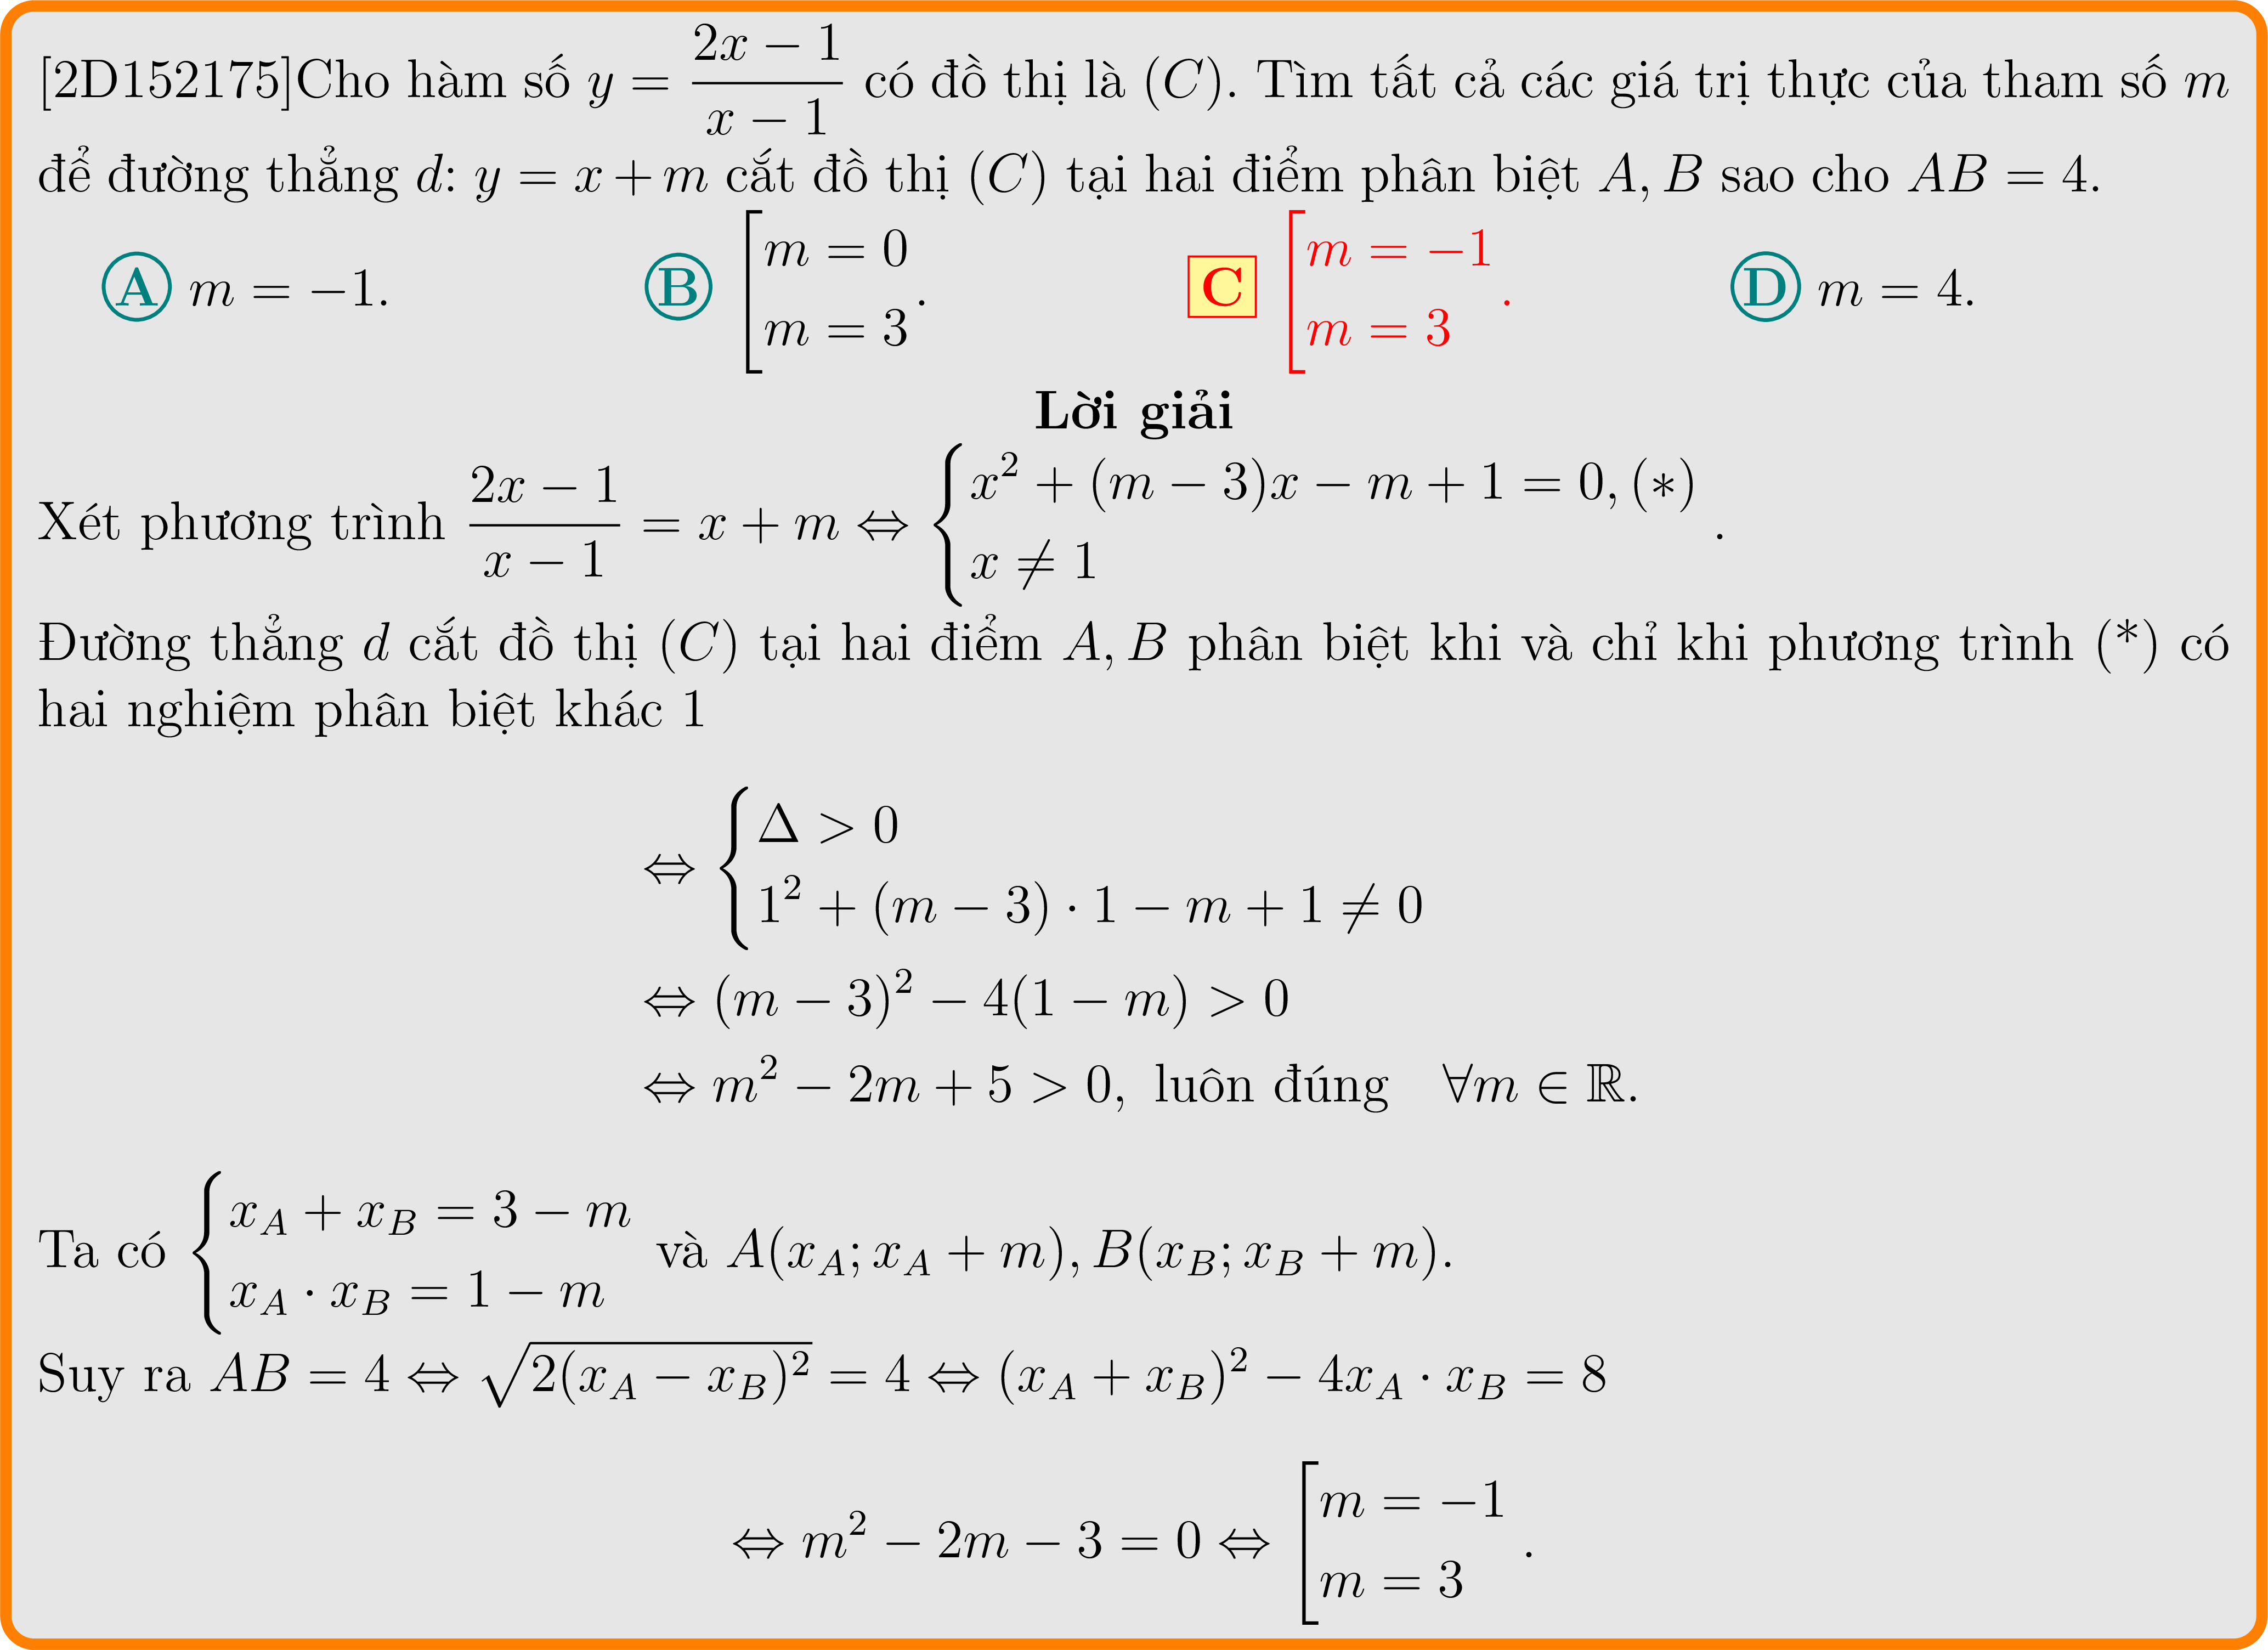 [2D152175]Cho hàm số $y = \dfrac{2x-1}{x-1}$ có đồ thị là $(C)$. Tìm tất cả các giá trị thực của tham số $m$
để đường thẳng $d$: $y = x + m$ cắt đồ thị $(C)$ tại hai điểm phân biệt $A, B$ sao cho $AB = 4$.
(A) $m = -1$. (B) $\left[\begin{array}{l} m = 0 \\ m = 3 \end{array}\right.$. C $\left[\begin{array}{l} m = -1 \\ m = 3 \end{array}\right.$. (D) $m = 4$.
Lời giải
Xét phương trình $\dfrac{2x-1}{x-1} = x + m \Leftrightarrow \begin{cases} x^2 + (m-3)x - m + 1 = 0, (*) \\ x \neq 1 \end{cases}$.
Đường thẳng $d$ cắt đồ thị $(C)$ tại hai điểm $A, B$ phân biệt khi và chỉ khi phương trình (*) có
hai nghiệm phân biệt khác 1
$\Leftrightarrow \begin{cases} \Delta > 0 \\ 1^2 + (m-3) \cdot 1 - m + 1 \neq 0 \end{cases}$
$\Leftrightarrow (m-3)^2 - 4(1-m) > 0$
$\Leftrightarrow m^2 - 2m + 5 > 0,$ luôn đúng $\forall m \in \mathbb{R}.$
Ta có $\begin{cases} x_A + x_B = 3 - m \\ x_A \cdot x_B = 1 - m \end{cases}$ và $A(x_A; x_A + m), B(x_B; x_B + m)$.
Suy ra $AB = 4 \Leftrightarrow \sqrt{2(x_A - x_B)^2} = 4 \Leftrightarrow (x_A + x_B)^2 - 4x_A \cdot x_B = 8$
$\Leftrightarrow m^2 - 2m - 3 = 0 \Leftrightarrow \left[\begin{array}{l} m = -1 \\ m = 3 \end{array}\right.$.